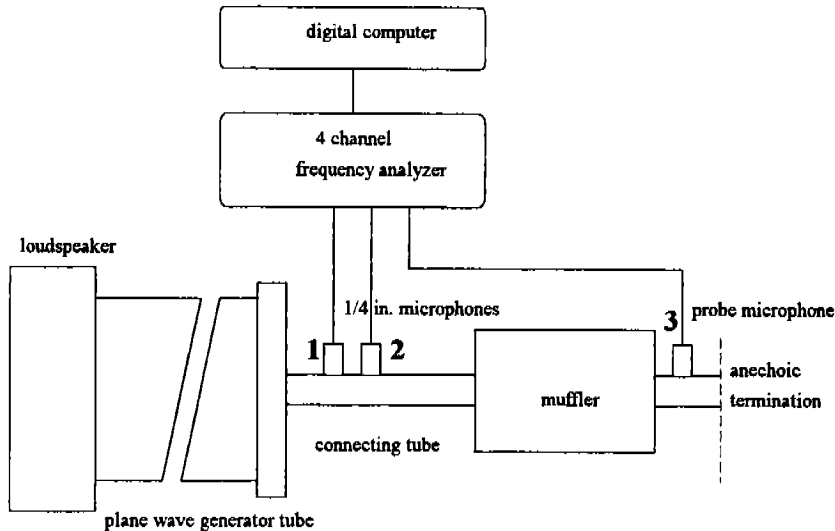 digital computer
4 channel
frequency analyzer
loudspeaker
1/4 in. microphones
3
probe microphone
1
2
anechoic
muffler
termination
connecting tube
plane wave generator tube